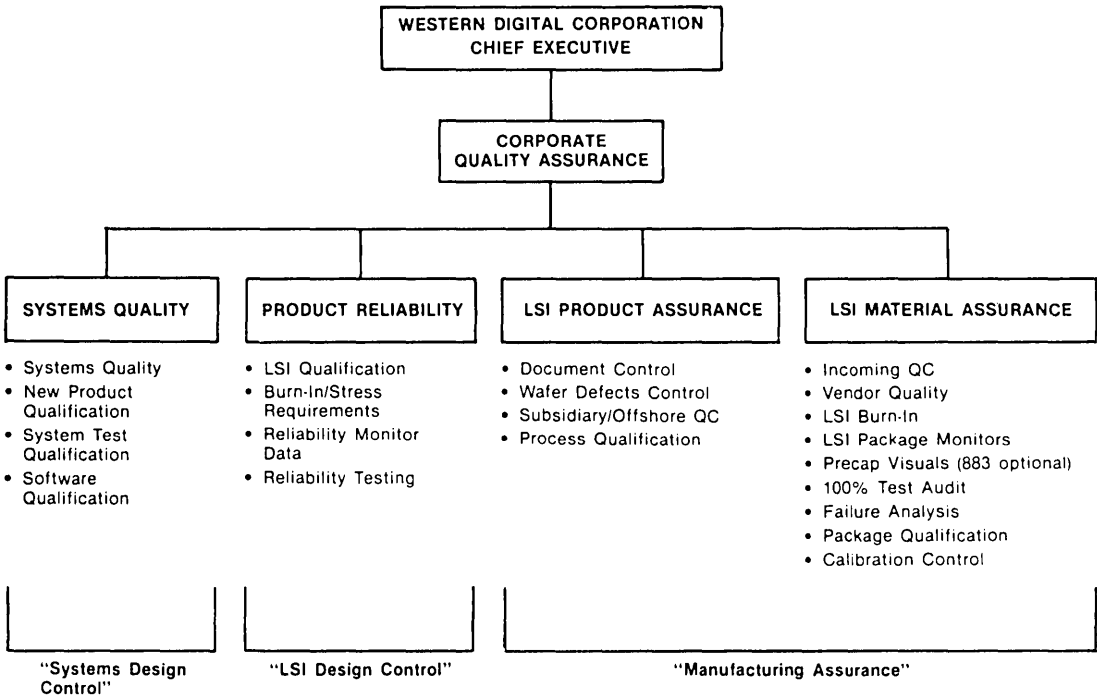 WESTERN DIGITAL CORPORATION
CHIEF EXECUTIVE
CORPORATE
QUALITY ASSURANCE
SYSTEMS QUALITY
• Systems Quality
• New Product
Qualification
• System Test
Qualification
• Software
Qualification
"Systems Design
Control"
PRODUCT RELIABILITY
• LSI Qualification
• Burn-In/Stress
Requirements
• Reliability Monitor
Data
• Reliability Testing
"LSI Design Control"
LSI PRODUCT ASSURANCE
• Document Control
• Wafer Defects Control
• Subsidiary/Offshore QC
• Process Qualification
LSI MATERIAL ASSURANCE
• Incoming QC
• Vendor Quality
• LSI Burn-In
• LSI Package Monitors
• Precap Visuals (883 optional)
• 100% Test Audit
• Failure Analysis
• Package Qualification
• Calibration Control
"Manufacturing Assurance"